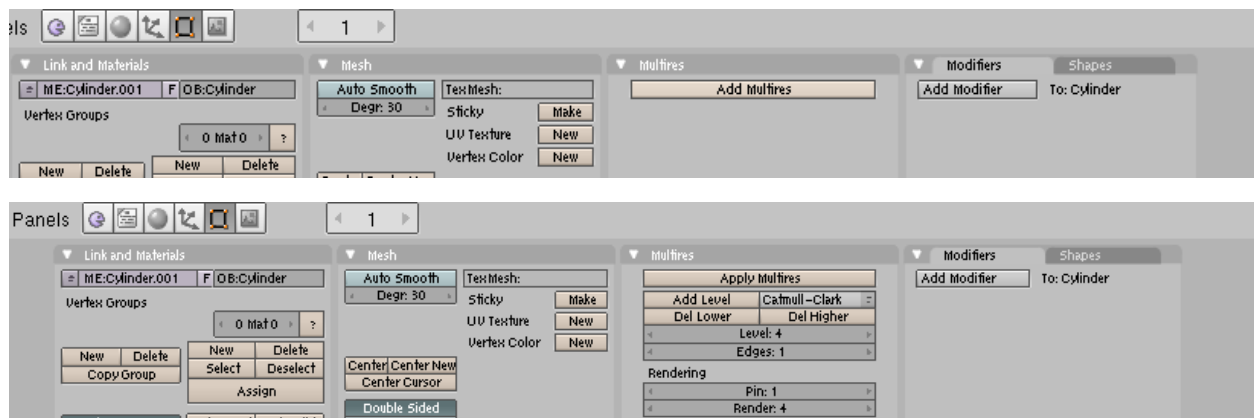 els 1
Link and Materials Mesh Multires Modifiers Shapes
ME:Cylinder.001 F OB:Cylinder Auto Smooth TexMesh: Add Multires Add Modifier To: Cylinder
Degr: 30
Vertex Groups Sticky Make
0 Mat 0 ? UV Texture New
Vertex Color New
New Delete New Delete
Panels 1
Link and Materials Mesh Multires Modifiers Shapes
ME:Cylinder.001 F OB:Cylinder Auto Smooth TexMesh: Apply Multires Add Modifier To: Cylinder
Vertex Groups Degr: 30 Sticky Make Add Level Catmull-Clark
0 Mat 0 ? UV Texture New Del Lower Del Higher
Vertex Color New Level: 4
New Delete New Delete Edges: 1
Copy Group Select Deselect Center Center New Rendering
Assign Center Cursor Pin: 1
Double Sided Render: 4